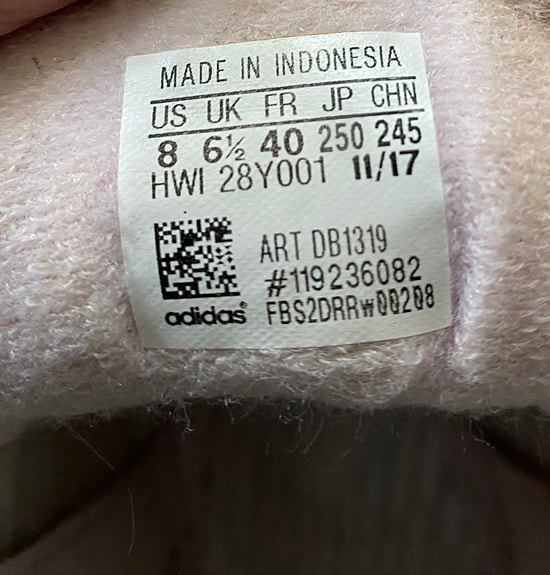 MADE IN INDONESIA
US UK FR JP CHN
8 6½ 40 250 245
HWI 28Y001 11/17
ART DB1319
#119236082
adidas® FBS2DRRw00208